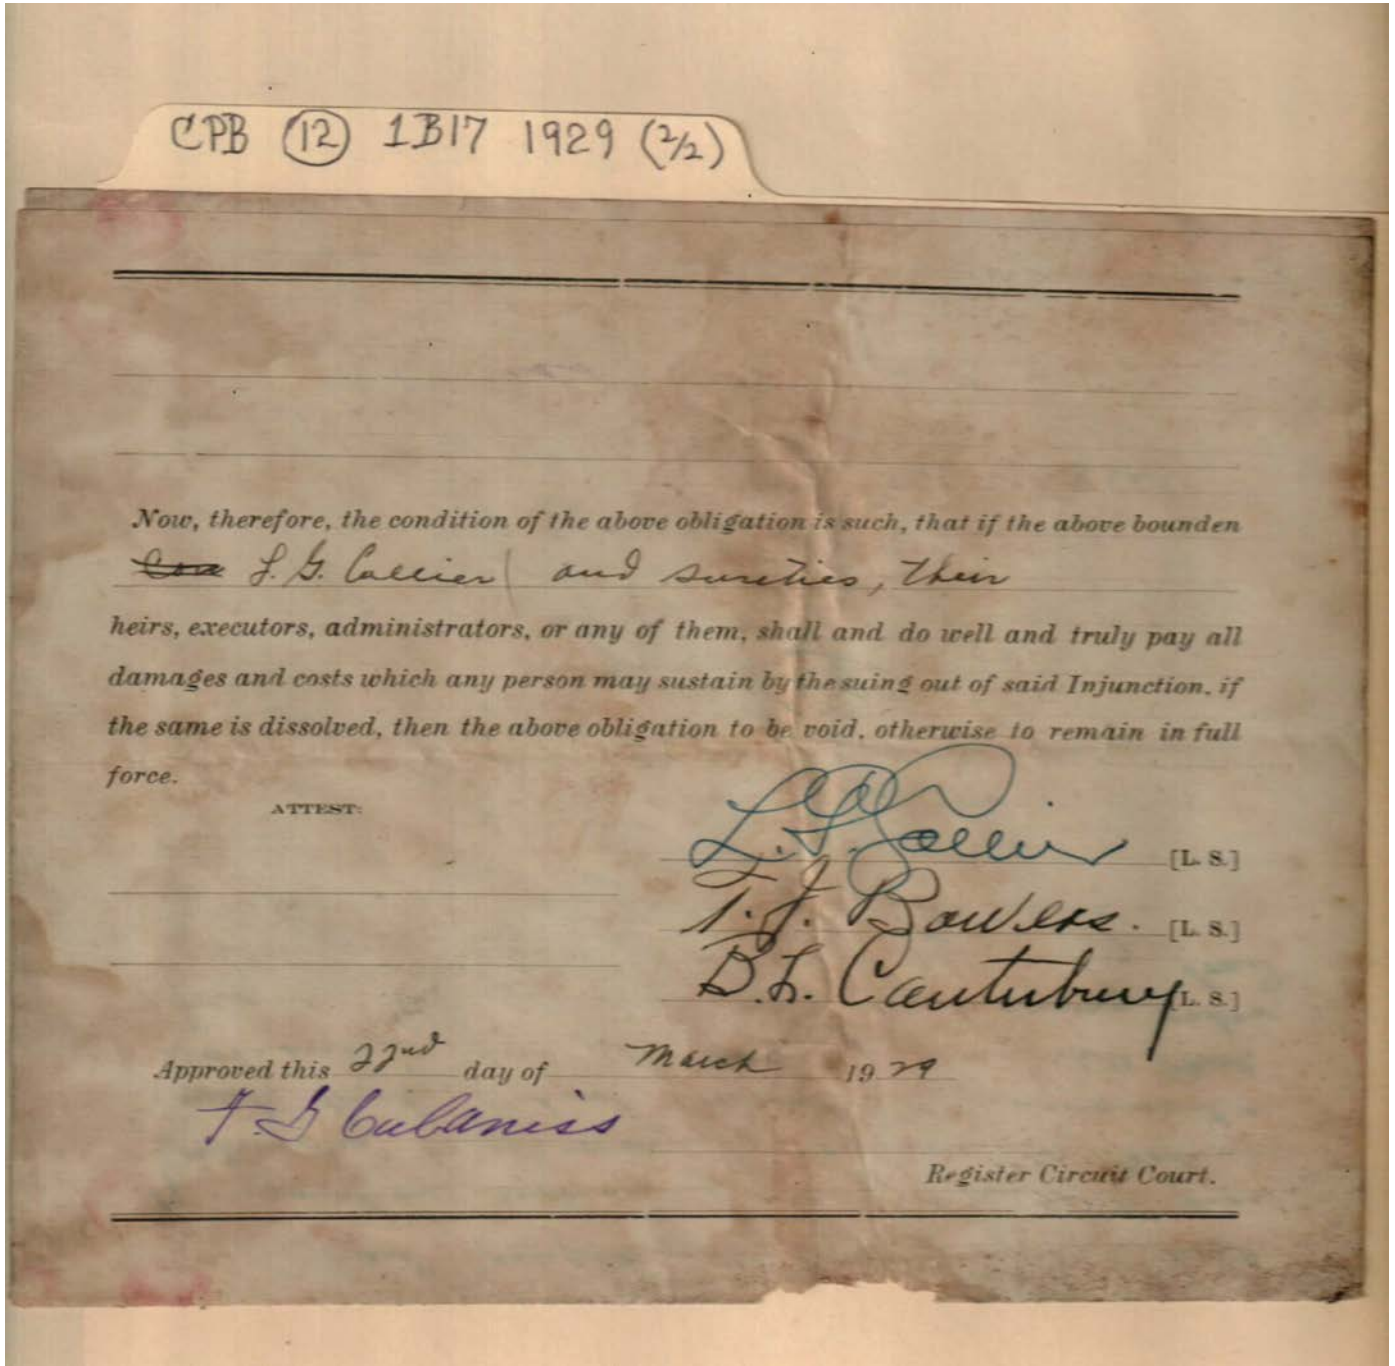 CPB (12) 1B17 1929 (2/2)
Now, therefore, the condition of the above obligation is such, that if the above bounden
L. G. Collier and sureties, their
heirs, executors, administrators, or any of them, shall and do well and truly pay all
damages and costs which any person may sustain by the suing out of said Injunction, if
the same is dissolved, then the above obligation to be void, otherwise to remain in full
force.
ATTEST:
L. G. Collier [L. S.]
T. J. Bowers. [L. S.]
B. L. Canterbury [L. S.]
Approved this 22nd day of March 1929
F. G. Cabaniss
Register Circuit Court.